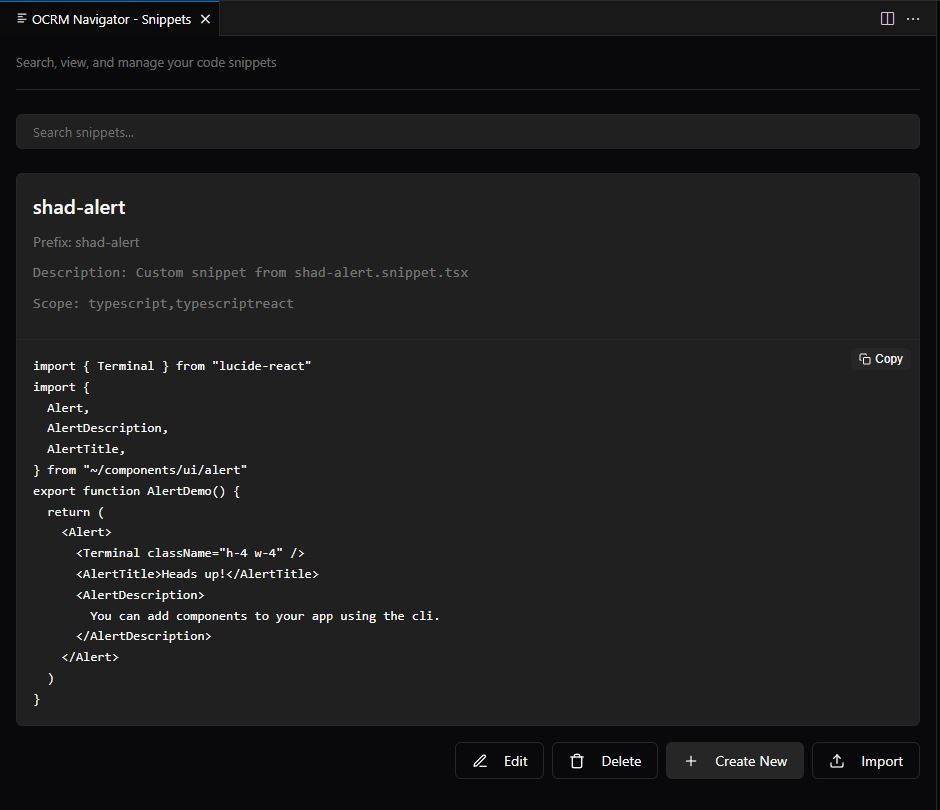 OCRM Navigator - Snippets
Search, view, and manage your code snippets
Search snippets...
shad-alert
Prefix: shad-alert
Description: Custom snippet from shad-alert.snippet.tsx
Scope: typescript,typescriptreact
Copy
import { Terminal } from "lucide-react"
import {
  Alert,
  AlertDescription,
  AlertTitle,
} from "~/components/ui/alert"
export function AlertDemo() {
  return (
    <Alert>
      <Terminal className="h-4 w-4" />
      <AlertTitle>Heads up!</AlertTitle>
      <AlertDescription>
        You can add components to your app using the cli.
      </AlertDescription>
    </Alert>
  )
}
Edit Delete Create New Import